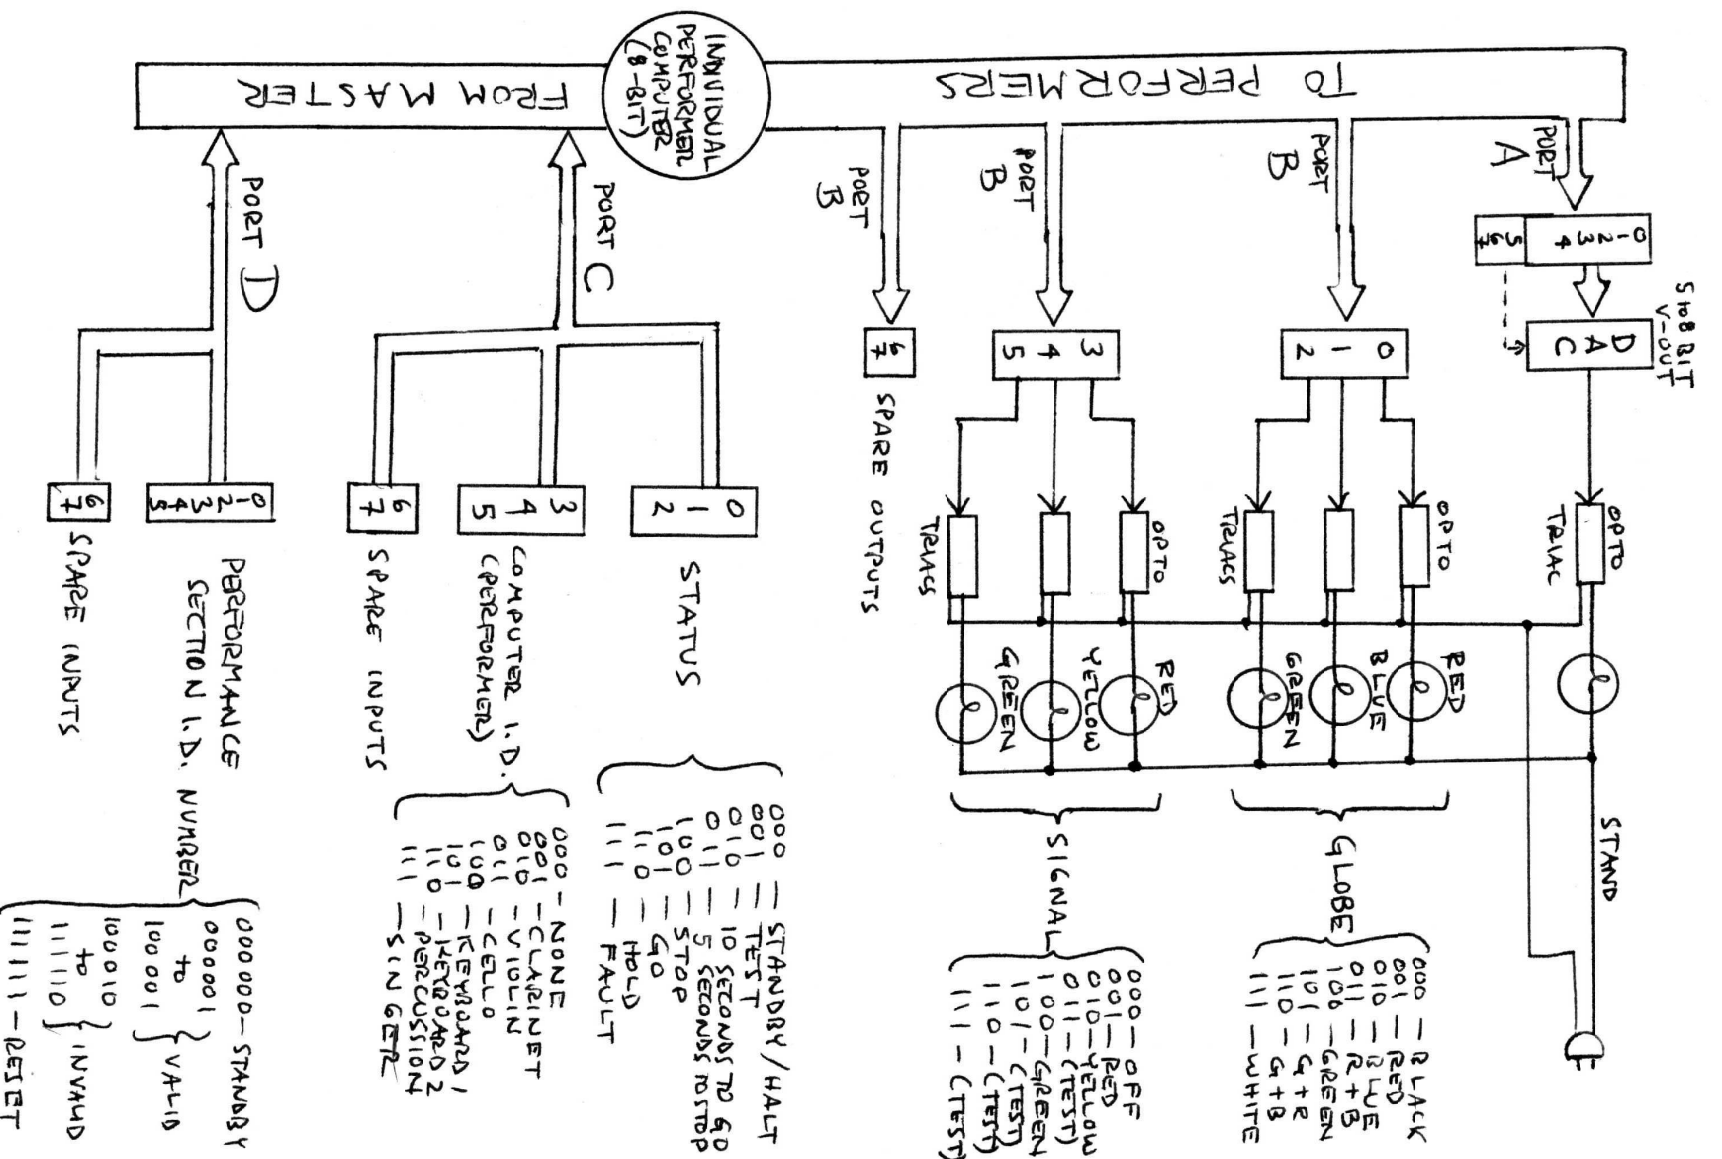 INDIVIDUAL
PERFORMER
COMPUTER
(8-BIT)
TO PERFORMERS
FROM MASTER
PORT
A
0 1 2 3 4
5 6 7
5 to 8 BIT
V-OUT
DAC
OPTO
TRIAC
STAND
PORT
B
0 1 2
OPTO
TRIACS
RED
BLUE
GREEN
GLOBE
000 - BLACK
001 - RED
010 - BLUE
011 - R+B
100 - GREEN
101 - G+R
110 - G+B
111 - WHITE
PORT
B
3 4 5
OPTO
TRIACS
RED
YELLOW
GREEN
SIGNAL
000 - OFF
001 - RED
010 - YELLOW
011 - (TEST)
100 - GREEN
101 - (TEST)
110 - (TEST)
111 - (TEST)
PORT
B
6 7
SPARE OUTPUTS
PORT C
0 1 2
STATUS
000 - STANDBY/HALT
001 - TEST
010 - 10 SECONDS TO GO
011 - 5 SECONDS TO STOP
100 - STOP
101 - GO
110 - HOLD
111 - FAULT
3 4 5
COMPUTER I.D.
(PERFORMER)
000 - NONE
001 - CLARINET
010 - VIOLIN
011 - CELLO
100 - KEYBOARD 1
101 - KEYBOARD 2
110 - PERCUSSION
111 - SINGER
6 7
SPARE INPUTS
PORT D
0 1 2 3 4 5
PERFORMANCE
SECTION I.D. NUMBER
000000 - STANDBY
000001
to
100001
VALID
100010
to
111110
INVALID
111111 - RESET
6 7
SPARE INPUTS